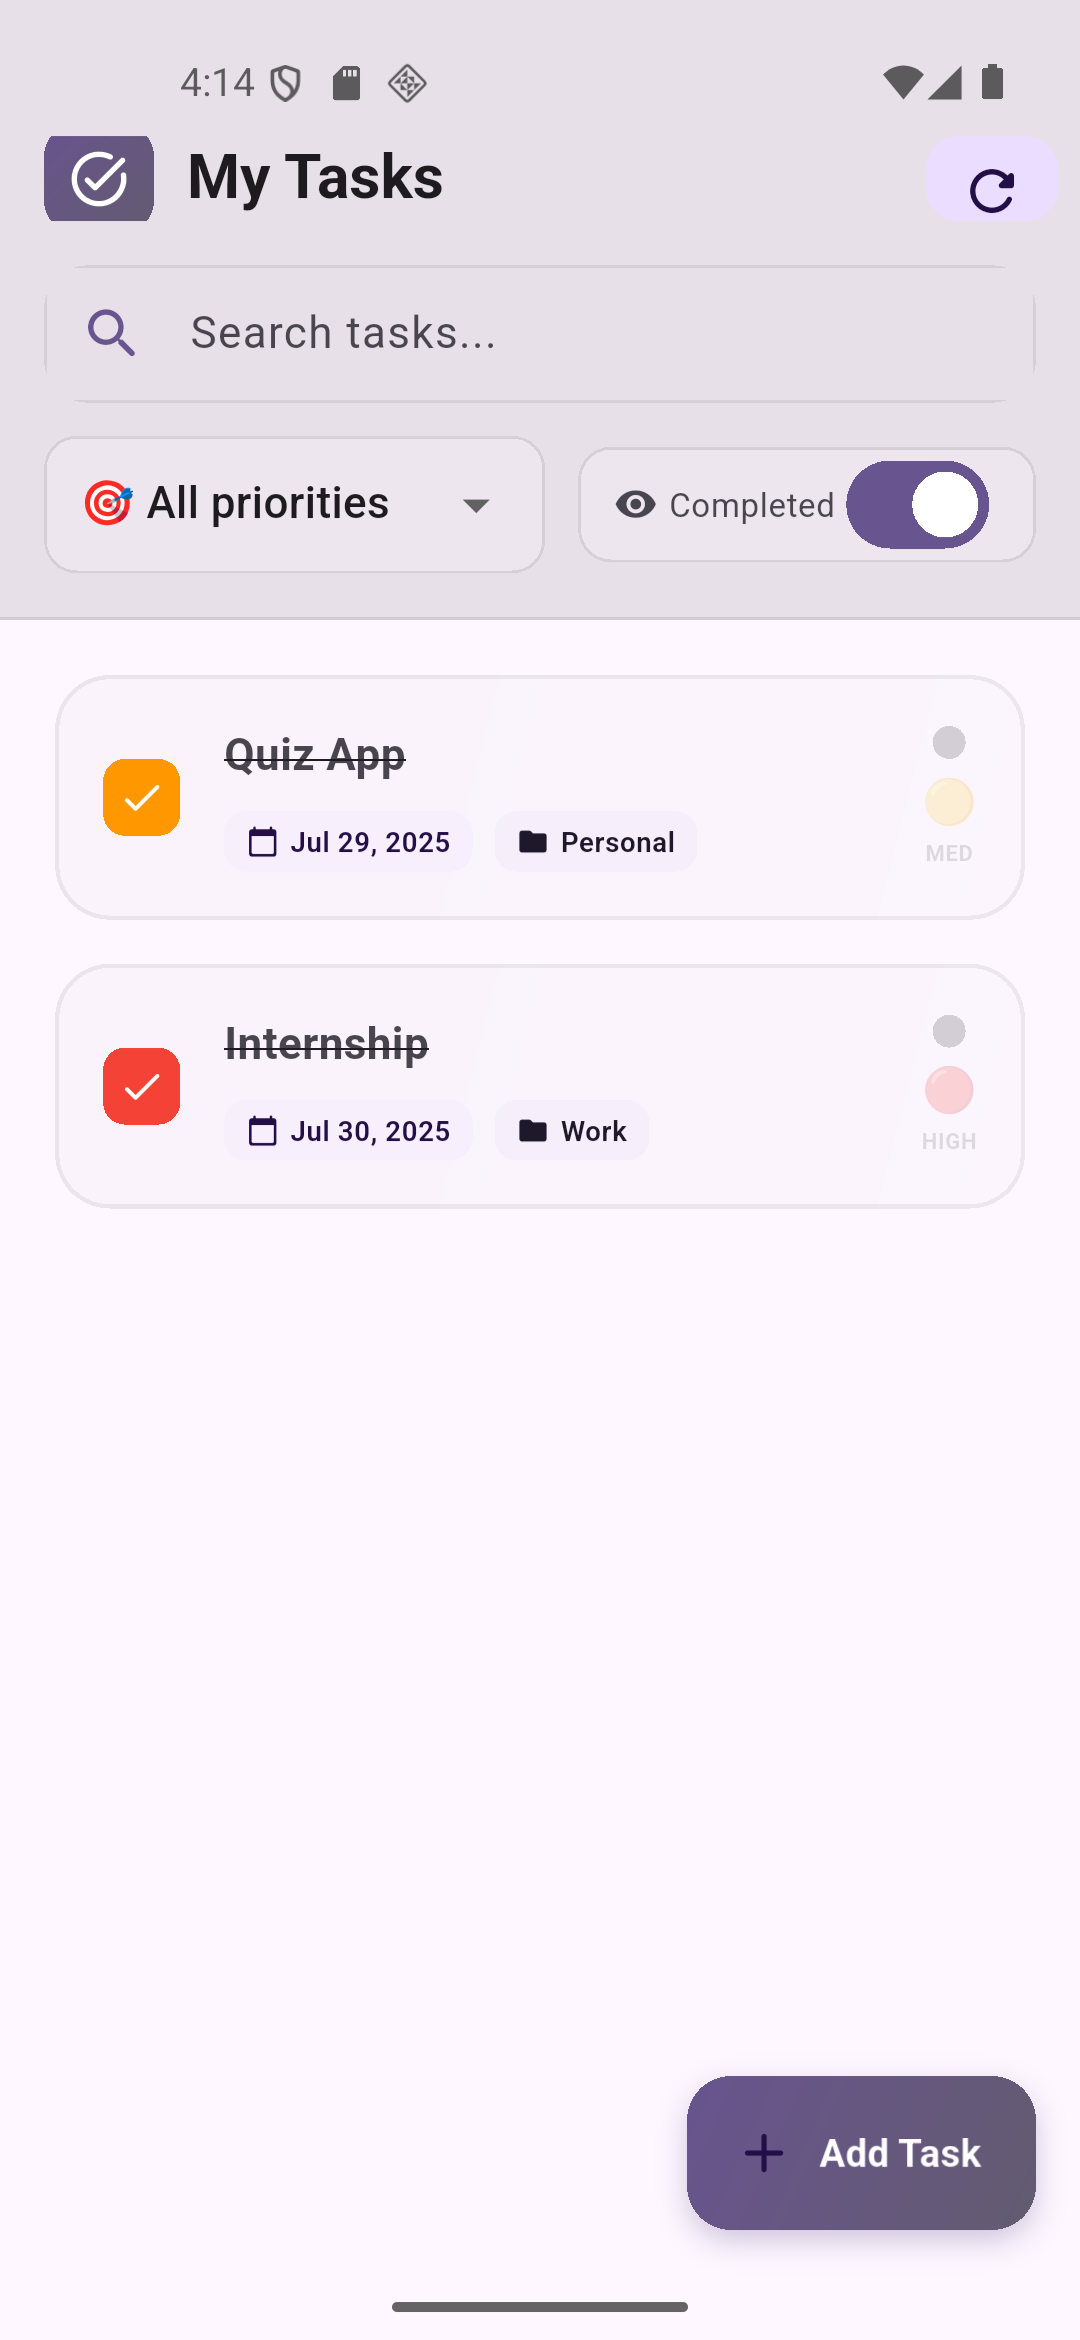 4:14
My Tasks
Search tasks...
🎯 All priorities
Completed
Quiz App
Jul 29, 2025
Personal
MED
Internship
Jul 30, 2025
Work
HIGH
Add Task